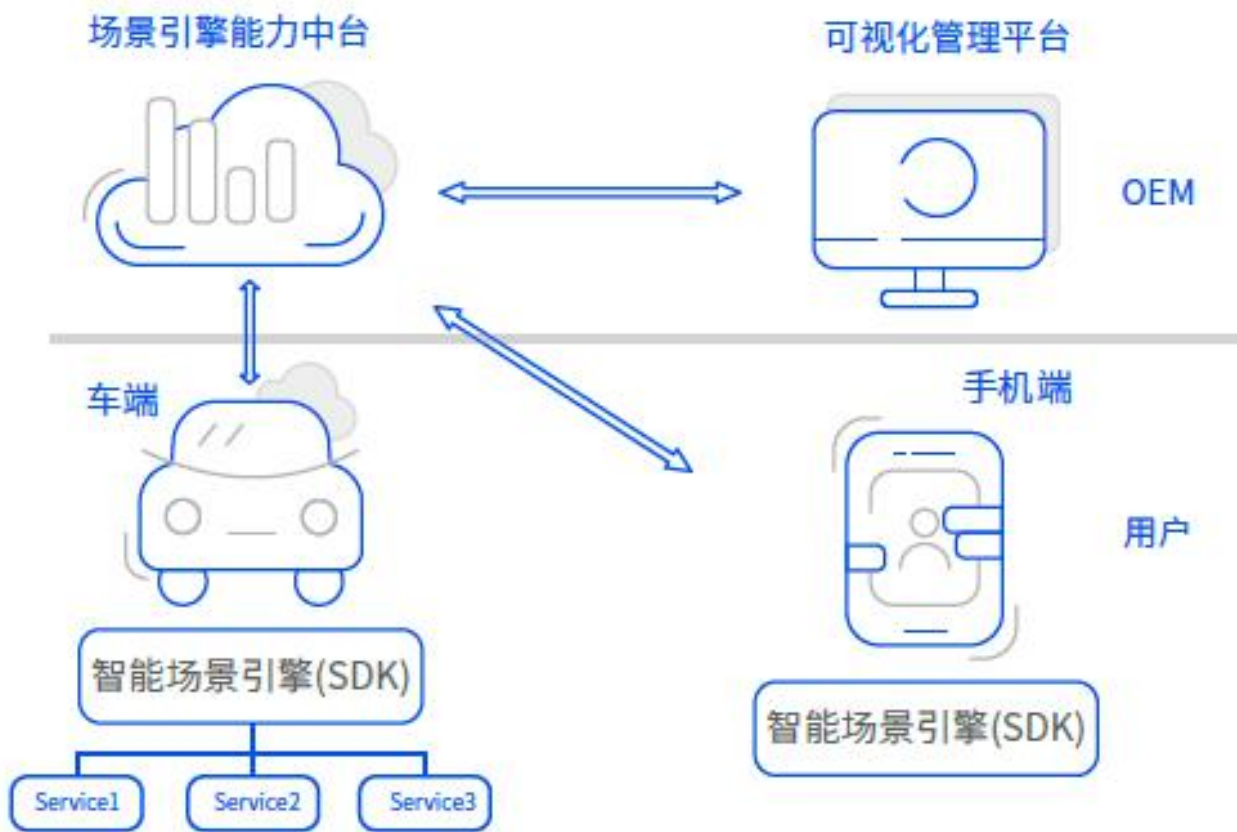 场景引擎能力中台
可视化管理平台
OEM
车端
手机端
用户
智能场景引擎(SDK)
智能场景引擎(SDK)
Service1
Service2
Service3